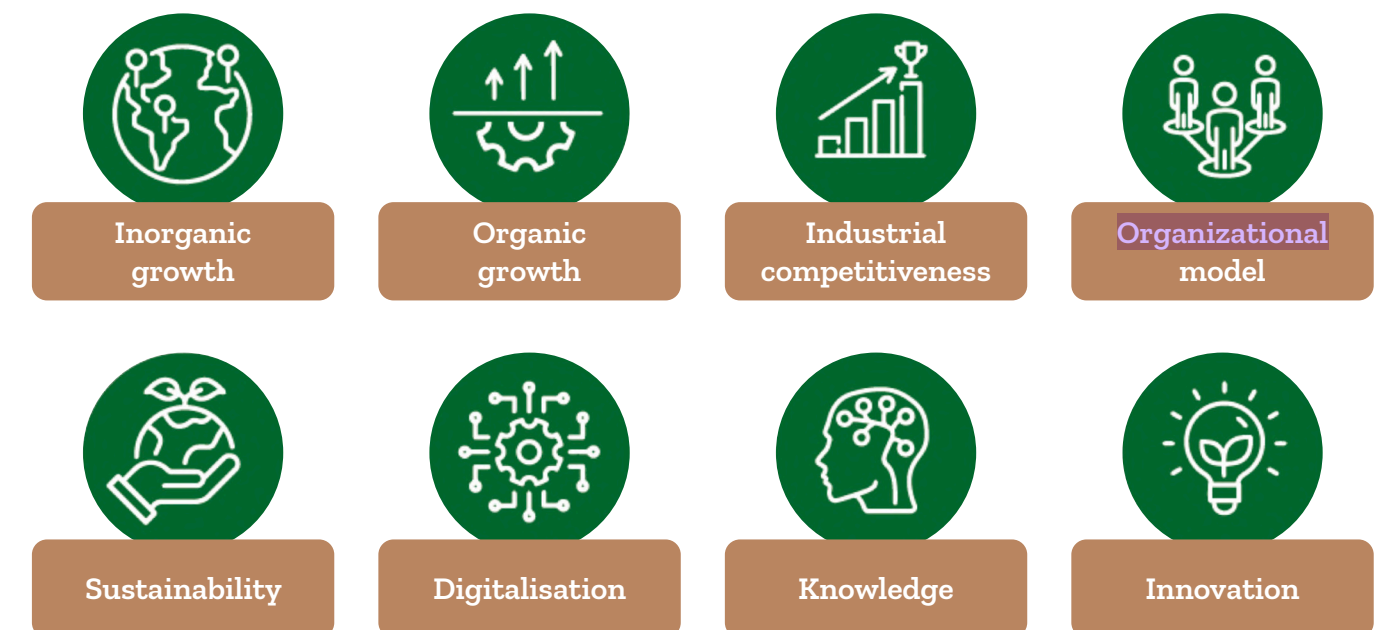 Inorganic
growth
Organic
growth
Industrial
competitiveness
Organizational
model
Sustainability
Digitalisation
Knowledge
Innovation